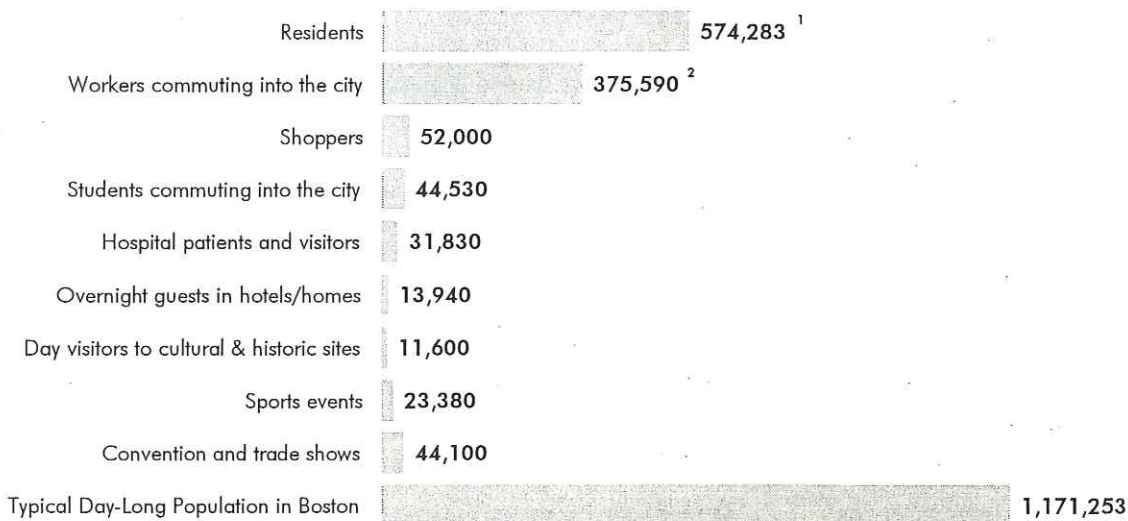 Residents 574,283 1
Workers commuting into the city 375,590 2
Shoppers 52,000
Students commuting into the city 44,530
Hospital patients and visitors 31,830
Overnight guests in hotels/homes 13,940
Day visitors to cultural & historic sites 11,600
Sports events 23,380
Convention and trade shows 44,100
Typical Day-Long Population in Boston 1,171,253